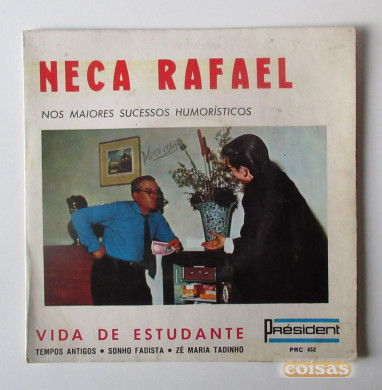 NECA RAFAEL
NOS MAIORES SUCESSOS HUMORÍSTICOS
VIDA DE ESTUDANTE
TEMPOS ANTIGOS • SONHO FADISTA • ZÉ MARIA TADINHO
Président
PRC 452
coisas